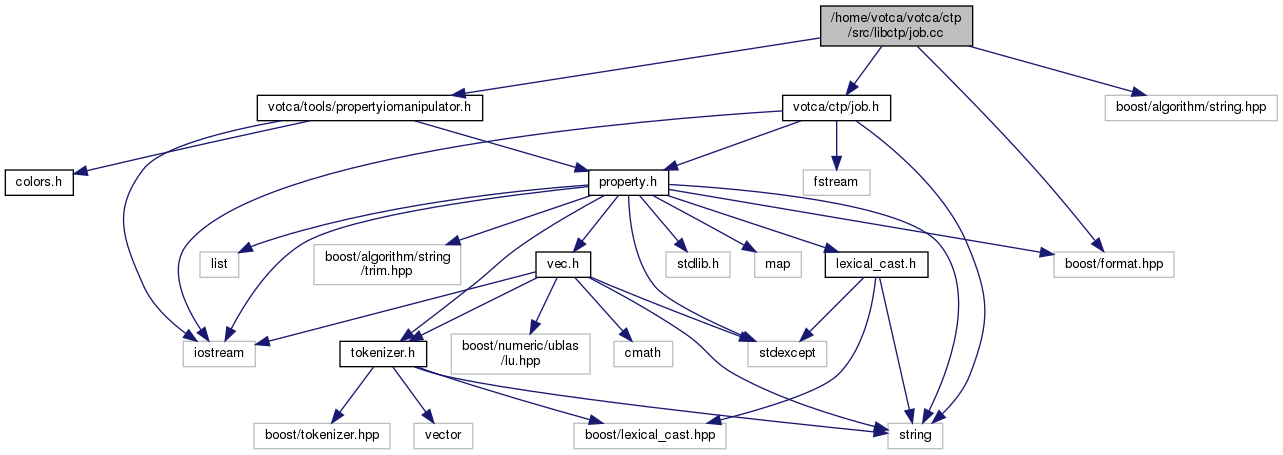 /home/votca/votca/ctp
/src/libctp/job.cc
votca/tools/propertyiomanipulator.h
votca/ctp/job.h
boost/algorithm/string.hpp
colors.h
property.h
fstream
list
boost/algorithm/string
/trim.hpp
vec.h
stdlib.h
map
lexical_cast.h
boost/format.hpp
iostream
tokenizer.h
boost/numeric/ublas
/lu.hpp
cmath
stdexcept
boost/tokenizer.hpp
vector
boost/lexical_cast.hpp
string